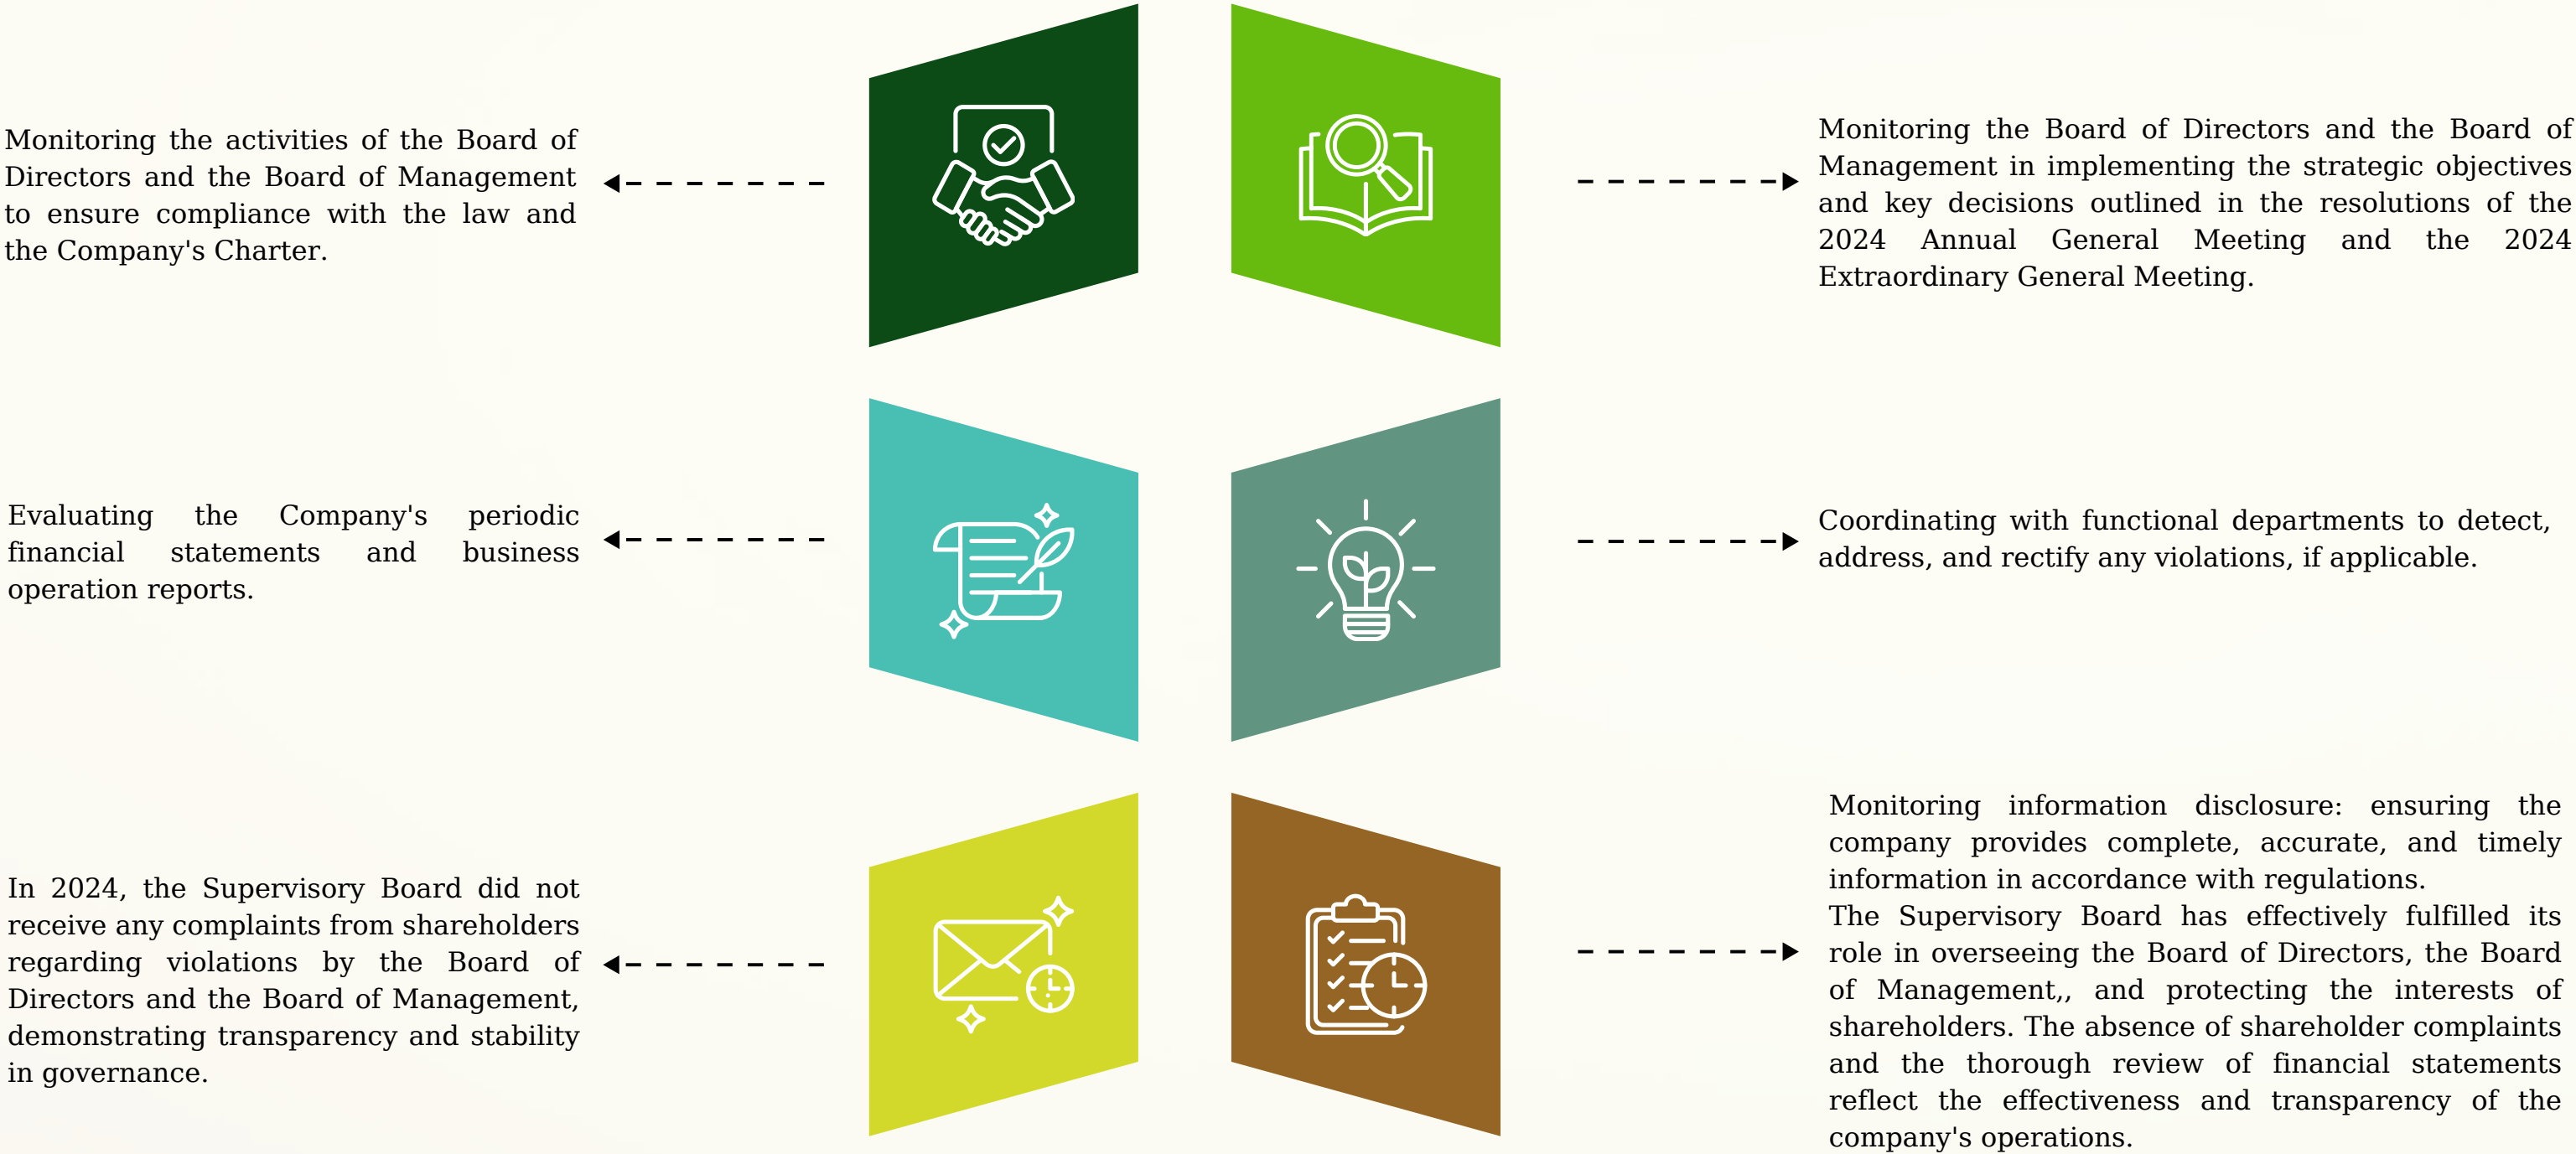 Monitoring the activities of the Board of
Directors and the Board of Management
to ensure compliance with the law and
the Company's Charter.
Monitoring the Board of Directors and the Board of
Management in implementing the strategic objectives
and key decisions outlined in the resolutions of the
2024 Annual General Meeting and the 2024
Extraordinary General Meeting.
Evaluating the Company's periodic
financial statements and business
operation reports.
Coordinating with functional departments to detect,
address, and rectify any violations, if applicable.
In 2024, the Supervisory Board did not
receive any complaints from shareholders
regarding violations by the Board of
Directors and the Board of Management,
demonstrating transparency and stability
in governance.
Monitoring information disclosure: ensuring the
company provides complete, accurate, and timely
information in accordance with regulations.
The Supervisory Board has effectively fulfilled its
role in overseeing the Board of Directors, the Board
of Management,, and protecting the interests of
shareholders. The absence of shareholder complaints
and the thorough review of financial statements
reflect the effectiveness and transparency of the
company's operations.